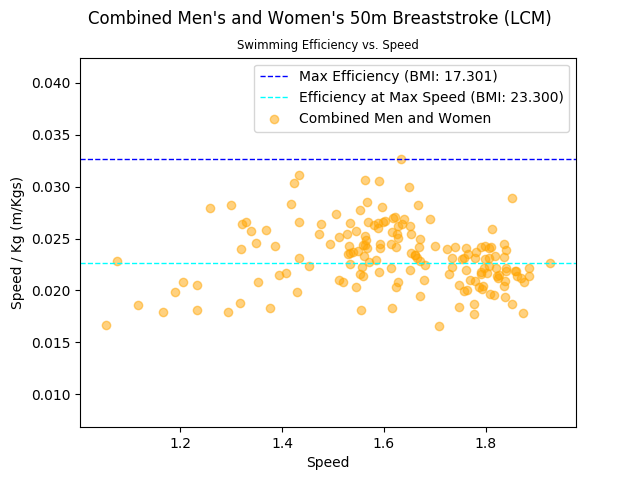 Combined Men's and Women's 50m Breaststroke (LCM)
Swimming Efficiency vs. Speed
Max Efficiency (BMI: 17.301)
Efficiency at Max Speed (BMI: 23.300)
Combined Men and Women
Speed / Kg (m/Kgs)
0.040
0.035
0.030
0.025
0.020
0.015
0.010
1.2 1.4 1.6 1.8
Speed